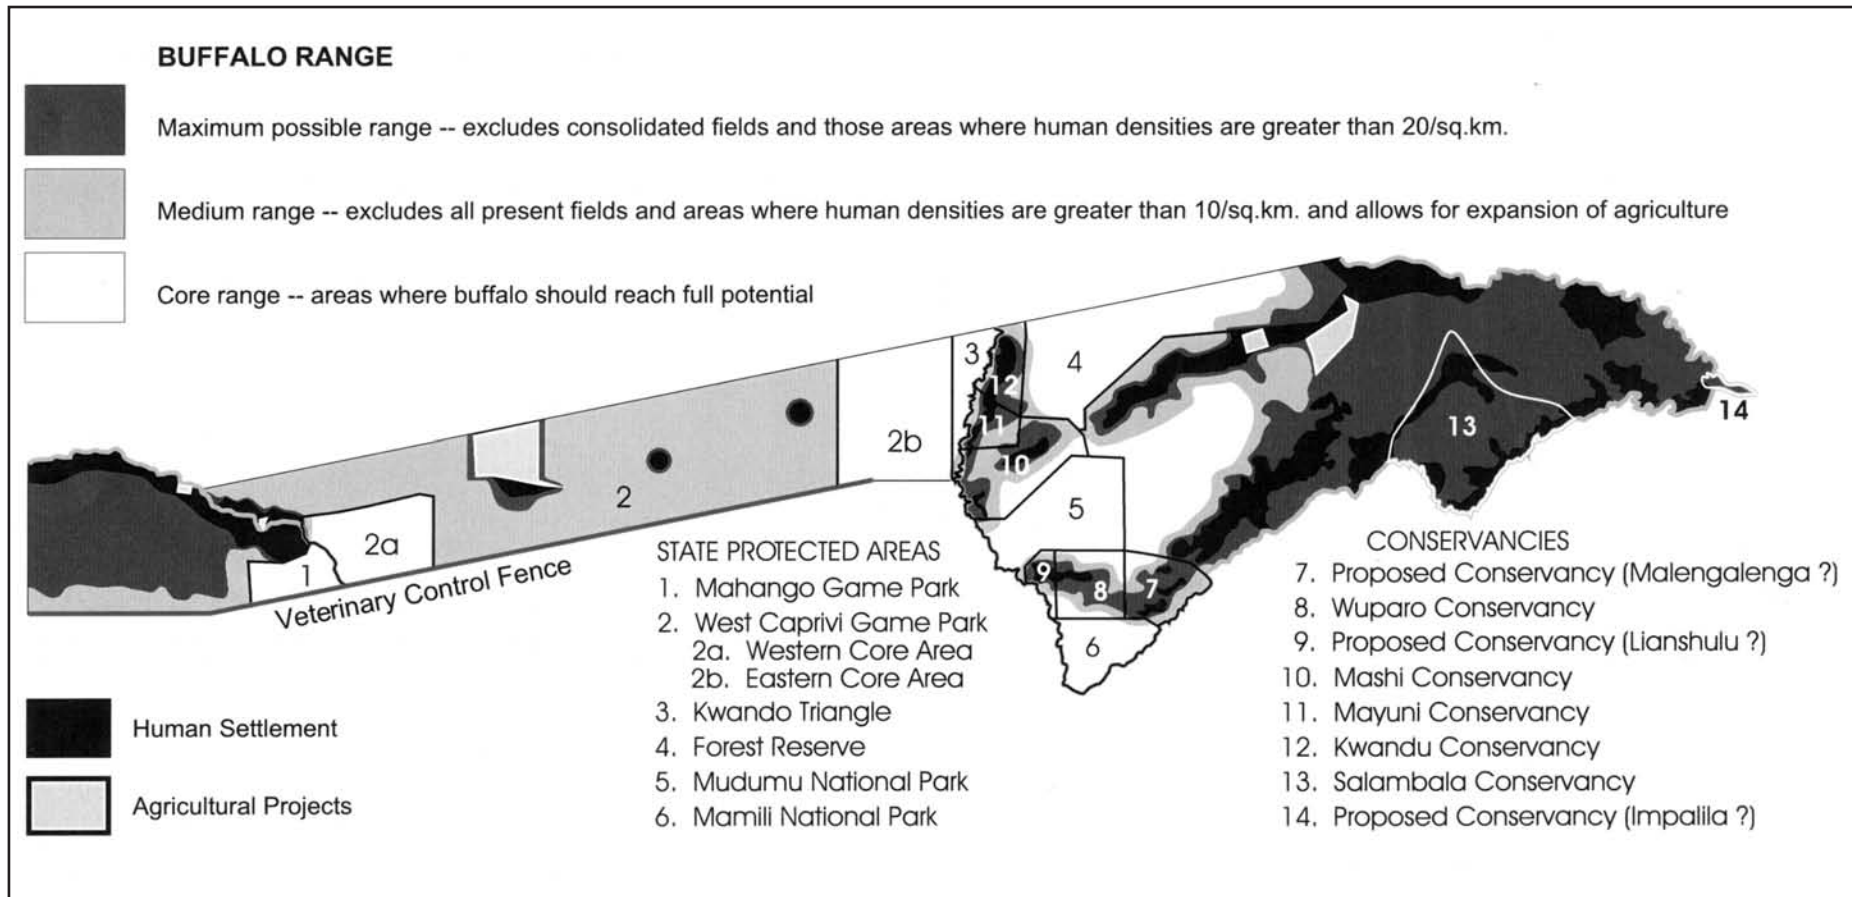 BUFFALO RANGE
Maximum possible range -- excludes consolidated fields and those areas where human densities are greater than 20/sq.km.
Medium range -- excludes all present fields and areas where human densities are greater than 10/sq.km. and allows for expansion of agriculture
Core range -- areas where buffalo should reach full potential
3
4
12
14
11
13
2b
10
2
5
2a
1
Veterinary Control Fence
9
8
7
6
STATE PROTECTED AREAS
1. Mahango Game Park
2. West Caprivi Game Park
2a. Western Core Area
2b. Eastern Core Area
3. Kwando Triangle
4. Forest Reserve
5. Mudumu National Park
6. Mamili National Park
CONSERVANCIES
7. Proposed Conservancy (Malengalenga ?)
8. Wuparo Conservancy
9. Proposed Conservancy (Lianshulu ?)
10. Mashi Conservancy
11. Mayuni Conservancy
12. Kwandu Conservancy
13. Salambala Conservancy
14. Proposed Conservancy (Impalila ?)
Human Settlement
Agricultural Projects